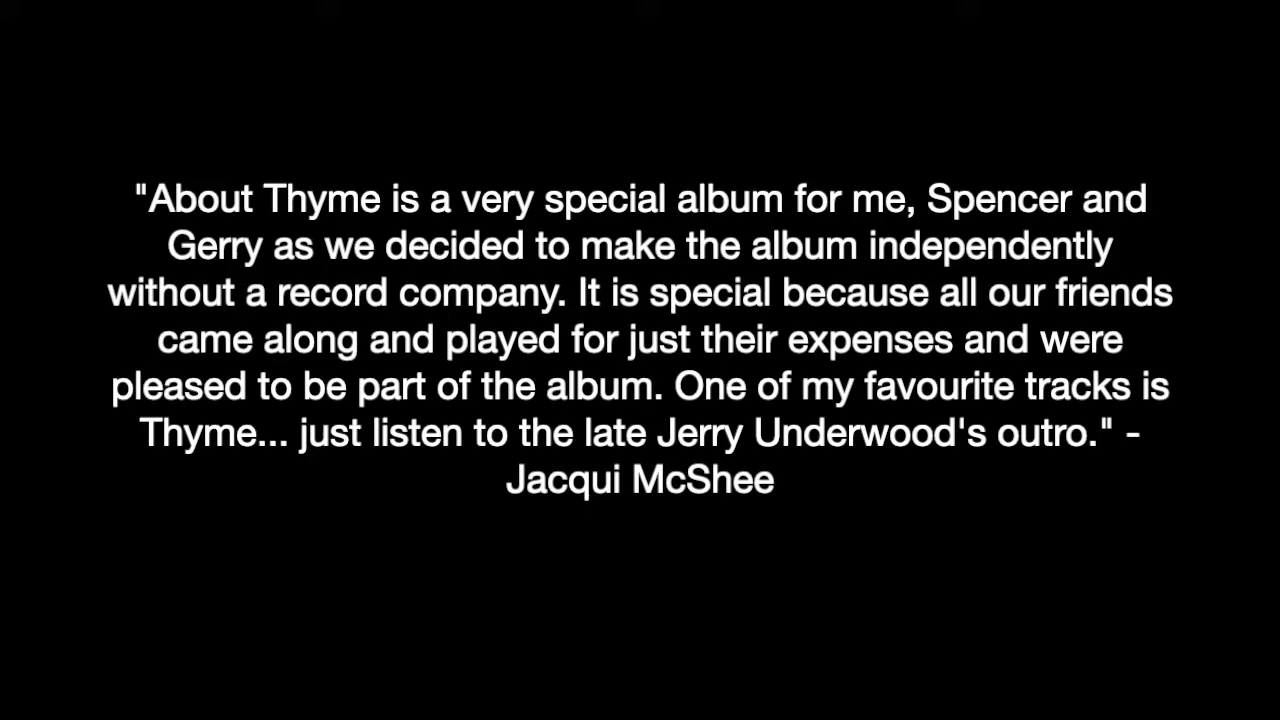 "About Thyme is a very special album for me, Spencer and
Gerry as we decided to make the album independently
without a record company. It is special because all our friends
came along and played for just their expenses and were
pleased to be part of the album. One of my favourite tracks is
Thyme... just listen to the late Jerry Underwood's outro." -
Jacqui McShee